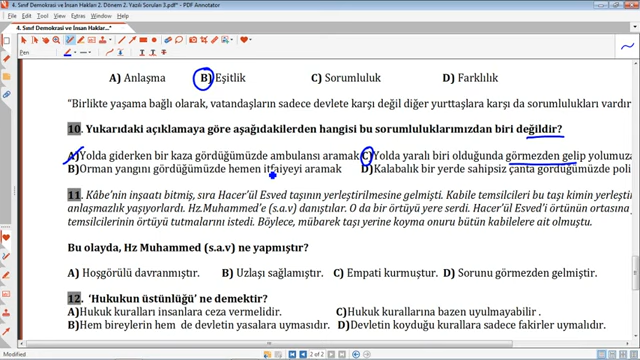 4. Sınıf Demokrasi ve İnsan Hakları 2. Dönem 2. Yazılı Soruları 3.pdf* - PDF Annotator
File Edit View Insert Document Tool Extras Window Help
4. Sınıf Demokrasi ve İnsan Haklar...*
Pen
A) Anlaşma B) Eşitlik C) Sorumluluk D) Farklılık
“Birlikte yaşama bağlı olarak, vatandaşların sadece devlete karşı değil diğer yurttaşlara karşı da sorumlulukları vardır
10. Yukarıdaki açıklamaya göre aşağıdakilerden hangisi bu sorumluluklarımızdan biri değildir?
A) Yolda giderken bir kaza gördüğümüzde ambulansı aramak C) Yolda yaralı biri olduğunda görmezden gelip yolumuza
B) Orman yangını gördüğümüzde hemen itfaiyeyi aramak D) Kalabalık bir yerde sahipsiz çanta gördüğümüzde poli
11. Kâbe’nin inşaatı bitmiş, sıra Hacer’ül Esved taşının yerleştirilmesine gelmişti. Kabile temsilcileri bu taşı kimin yerleştir
anlaşmazlık yaşıyorlardı. Hz.Muhammed’e (s.a.v) danıştılar. O da bir örtüyü yere serdi. Hacer’ül Esved’i örtünün ortasına
temsilcilerinin örtüyü tutmalarını istedi. Böylece, mübarek taşı yerine koyma onuru bütün kabilelere ait olmuştu.
Bu olayda, Hz Muhammed (s.a.v) ne yapmıştır?
A) Hoşgörülü davranmıştır. B) Uzlaşı sağlamıştır. C) Empati kurmuştur. D) Sorunu görmezden gelmiştir.
12. ‘Hukukun üstünlüğü’ ne demektir?
A)Hukuk kuralları insanlara ceza vermelidir. C)Hukuk kurallarına bazen uyulmayabilir .
B)Hem bireylerin hem de devletin yasalara uymasıdır. D)Devletin koyduğu kurallara sadece fakirler uymalıdır.
2 of 2